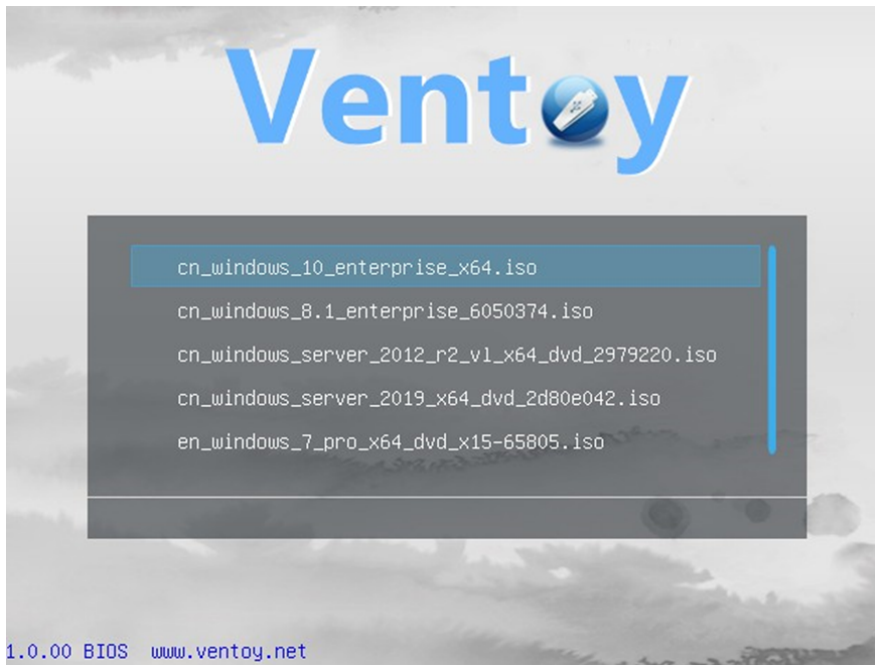 Ventoy
cn_windows_10_enterprise_x64.iso
cn_windows_8.1_enterprise_6050374.iso
cn_windows_server_2012_r2_vl_x64_dvd_2979220.iso
cn_windows_server_2019_x64_dvd_2d80e042.iso
en_windows_7_pro_x64_dvd_x15-65805.iso
1.0.00 BIOS www.ventoy.net